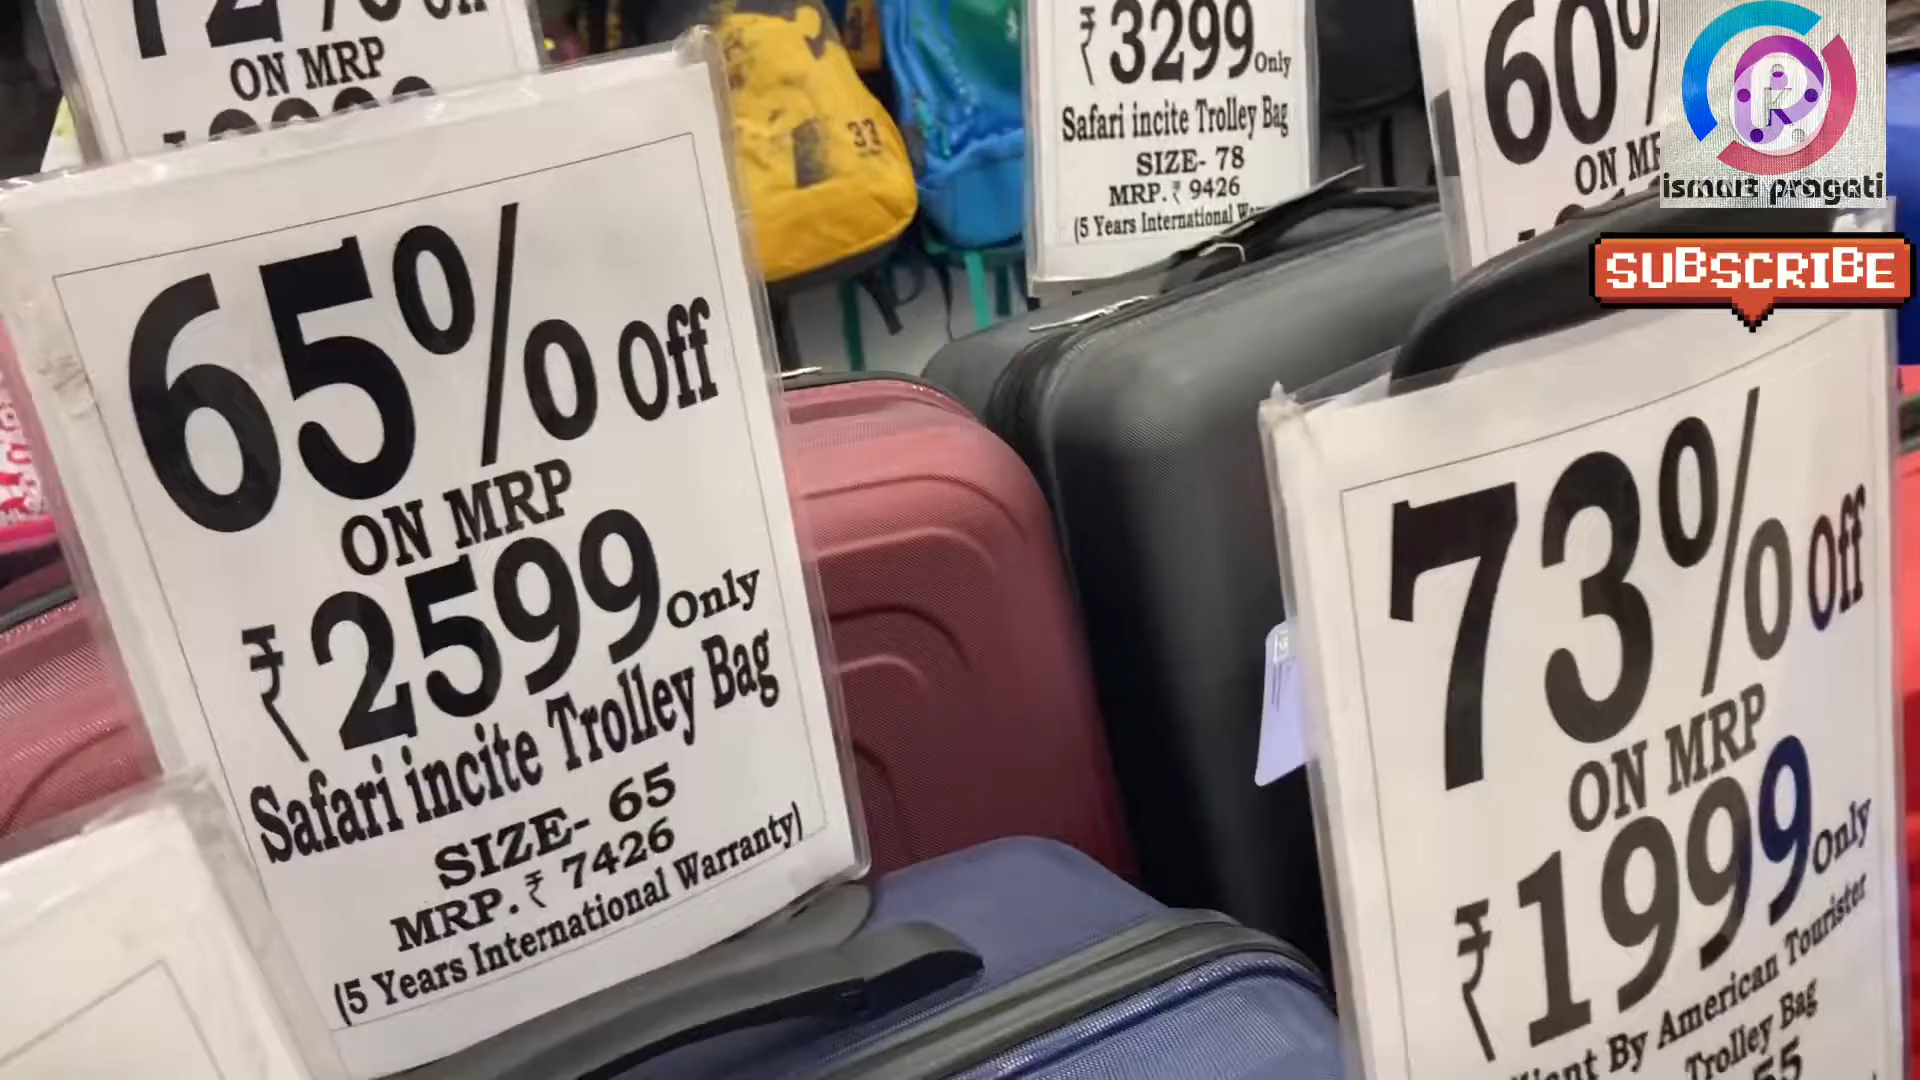 ON MRP
65% Off
ON MRP
₹2599 Only
Safari incite Trolley Bag
SIZE- 65
MRP.₹ 7426
(5 Years International Warranty)
33
₹3299 Only
Safari incite Trolley Bag
SIZE- 78
MRP.₹ 9426
(5 Years International
60%
ON
ismart pragati
SUBSCRIBE
73% Off
ON MRP
₹1999 Only
By American Tourister
Trolley Bag
55